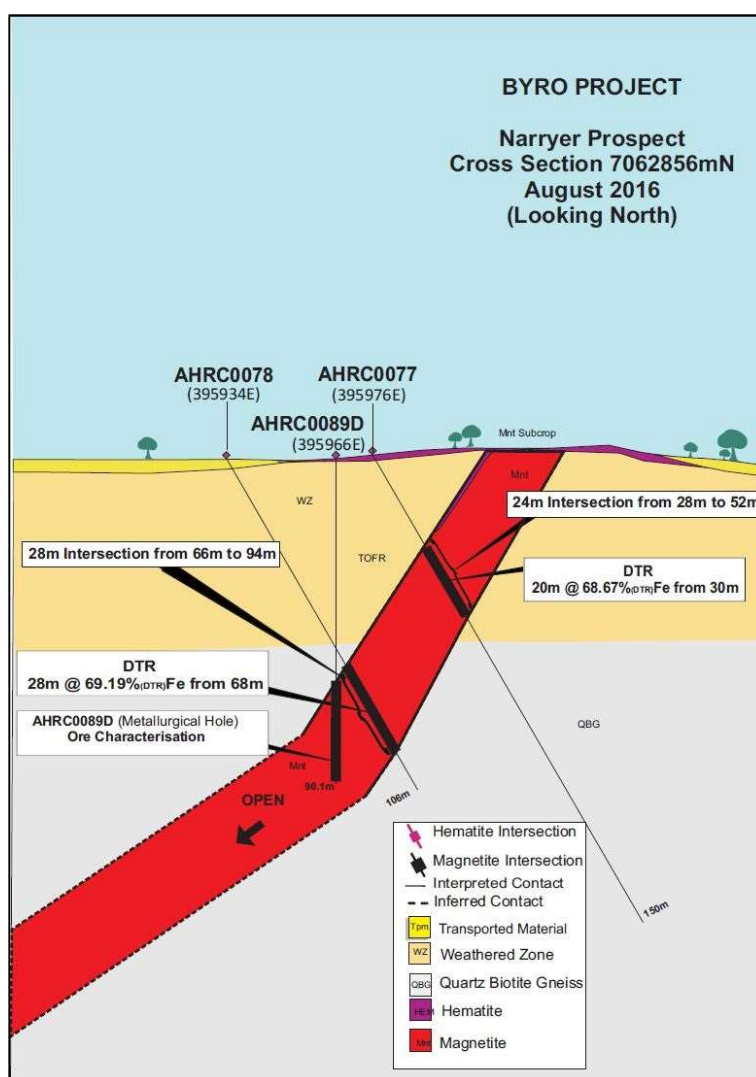 BYRO PROJECT
Narryer Prospect
Cross Section 7062856mN
August 2016
(Looking North)
AHRC0078
(395934E)
AHRC0077
(395976E)
AHRC0089D
(395966E)
Mnt Subcrop
Mnt
WZ
24m Intersection from 28m to 52m
28m Intersection from 66m to 94m
TOFR
DTR
20m @ 68.67%(DTR)Fe from 30m
DTR
28m @ 69.19%(DTR)Fe from 68m
AHRC0089D (Metallurgical Hole)
Ore Characterisation
QBG
Mnt
90.1m
106m
OPEN
150m
Hematite Intersection
Magnetite Intersection
Interpreted Contact
Inferred Contact
Tpm Transported Material
WZ Weathered Zone
QBG Quartz Biotite Gneiss
HEM Hematite
Mnt Magnetite